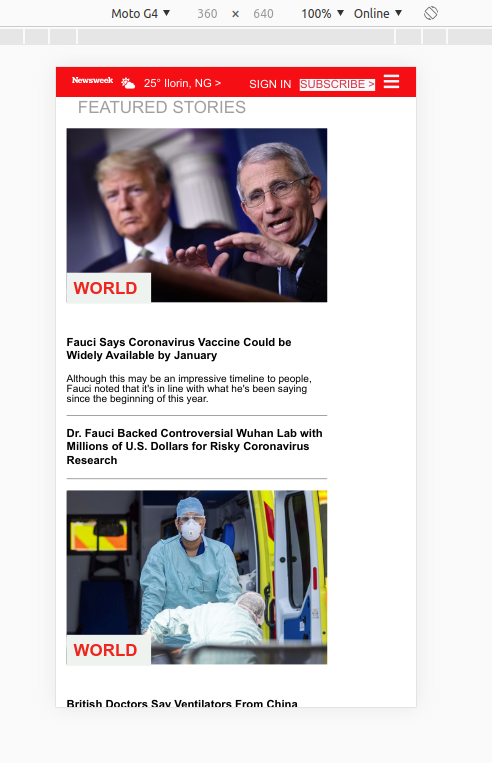 Moto G4 ▼ 360 × 640 100% ▼ Online ▼
Newsweek 25° Ilorin, NG > SIGN IN SUBSCRIBE >
FEATURED STORIES
WORLD
Fauci Says Coronavirus Vaccine Could be
Widely Available by January
Although this may be an impressive timeline to people,
Fauci noted that it's in line with what he's been saying
since the beginning of this year.
Dr. Fauci Backed Controversial Wuhan Lab with
Millions of U.S. Dollars for Risky Coronavirus
Research
WORLD
British Doctors Say Ventilators From China